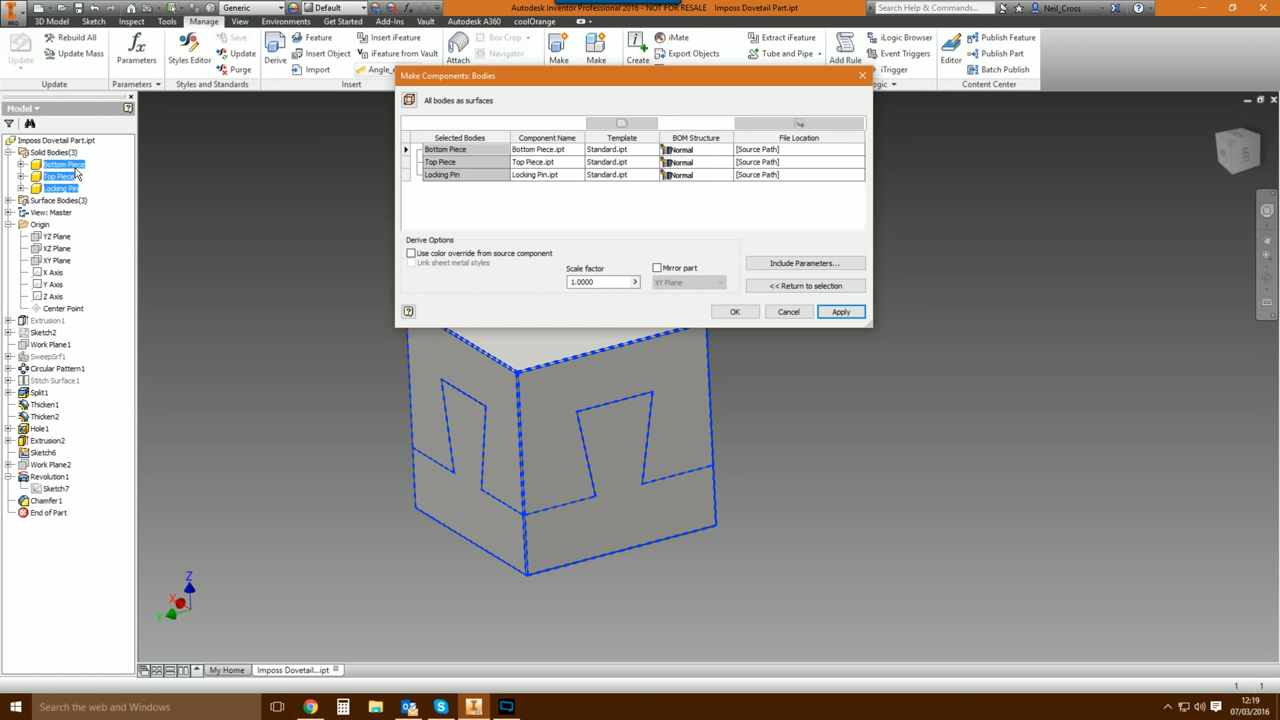 Autodesk Inventor Professional 2016 - NOT FOR RESALE Imposs Dovetail Part.ipt
Generic
Default
Search Help & Commands...
Neil_Cross
PRO
3D Model Sketch Inspect Tools Manage View Environments Get Started Add-Ins Vault Autodesk A360 coolOrange
Update
Rebuild All
Update Mass
Update
Parameters
Parameters
Styles Editor
Save
Update
Purge
Styles and Standards
Derive
Feature
Insert Object
Import
Insert iFeature
iFeature from Vault
Angle_
Insert
Attach
Box Crop
Navigator
Make
Make
Create
iMate
Export Objects
Extract iFeature
Tube and Pipe
Add Rule
iLogic Browser
Event Triggers
iTrigger
Editor
Publish Feature
Publish Part
Batch Publish
Content Center
Make Components: Bodies
All bodies as surfaces
Selected Bodies Component Name Template BOM Structure File Location
Bottom Piece Bottom Piece.ipt Standard.ipt Normal [Source Path]
Top Piece Top Piece.ipt Standard.ipt Normal [Source Path]
Locking Pin Locking Pin.ipt Standard.ipt Normal [Source Path]
Derive Options
Use color override from source component
Link sheet metal styles
Scale factor
1.0000
Mirror part
XY Plane
Include Parameters...
<< Return to selection
OK Cancel Apply
Model
Imposs Dovetail Part.ipt
Solid Bodies(3)
Bottom Piece
Top Piece
Locking Pin
Surface Bodies(3)
View: Master
Origin
YZ Plane
XZ Plane
XY Plane
X Axis
Y Axis
Z Axis
Center Point
Extrusion1
Sketch2
Work Plane1
SweepSrf1
Circular Pattern1
Stitch Surface1
Split1
Thicken1
Thicken2
Hole1
Extrusion2
Sketch6
Work Plane2
Revolution1
Sketch7
Chamfer1
End of Part
LEFT
Z
X
Y
My Home
Imposs Dovetail...ipt
1 1
Search the web and Windows
12:19
07/03/2016